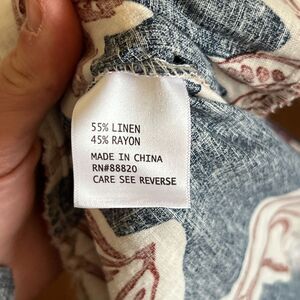 55% LINEN
45% RAYON
MADE IN CHINA
RN#88820
CARE SEE REVERSE